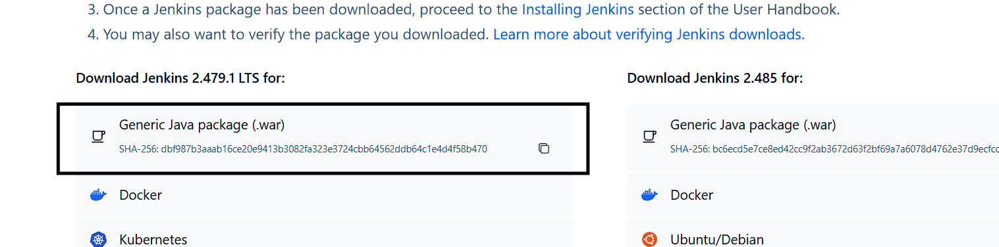 3. Once a Jenkins package has been downloaded, proceed to the Installing Jenkins section of the User Handbook.
4. You may also want to verify the package you downloaded. Learn more about verifying Jenkins downloads.
Download Jenkins 2.479.1 LTS for:
Generic Java package (.war)
SHA-256: dbf987b3aaab16ce20e9413b3082fa323e3724cbb64562ddb64c1e4d4f58b470
Docker
Kubernetes
Download Jenkins 2.485 for:
Generic Java package (.war)
SHA-256: bc6ecd5e7ce8ed42cc9f2ab3672d63f2bf69a7a6078d4762e37d9ecfcc
Docker
Ubuntu/Debian